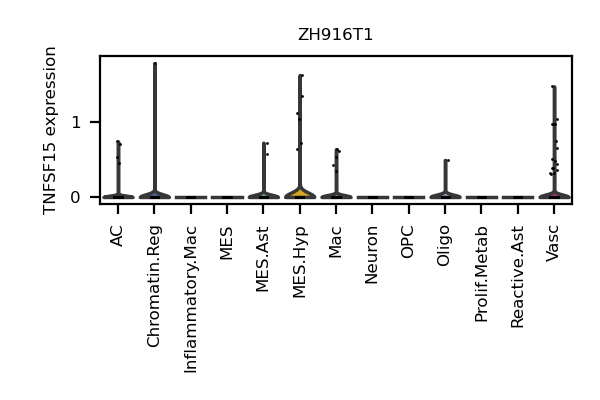 ZH916T1
TNFSF15 expression
1
0
AC
Chromatin.Reg
Inflammatory.Mac
MES
MES.Ast
MES.Hyp
Mac
Neuron
OPC
Oligo
Prolif.Metab
Reactive.Ast
Vasc